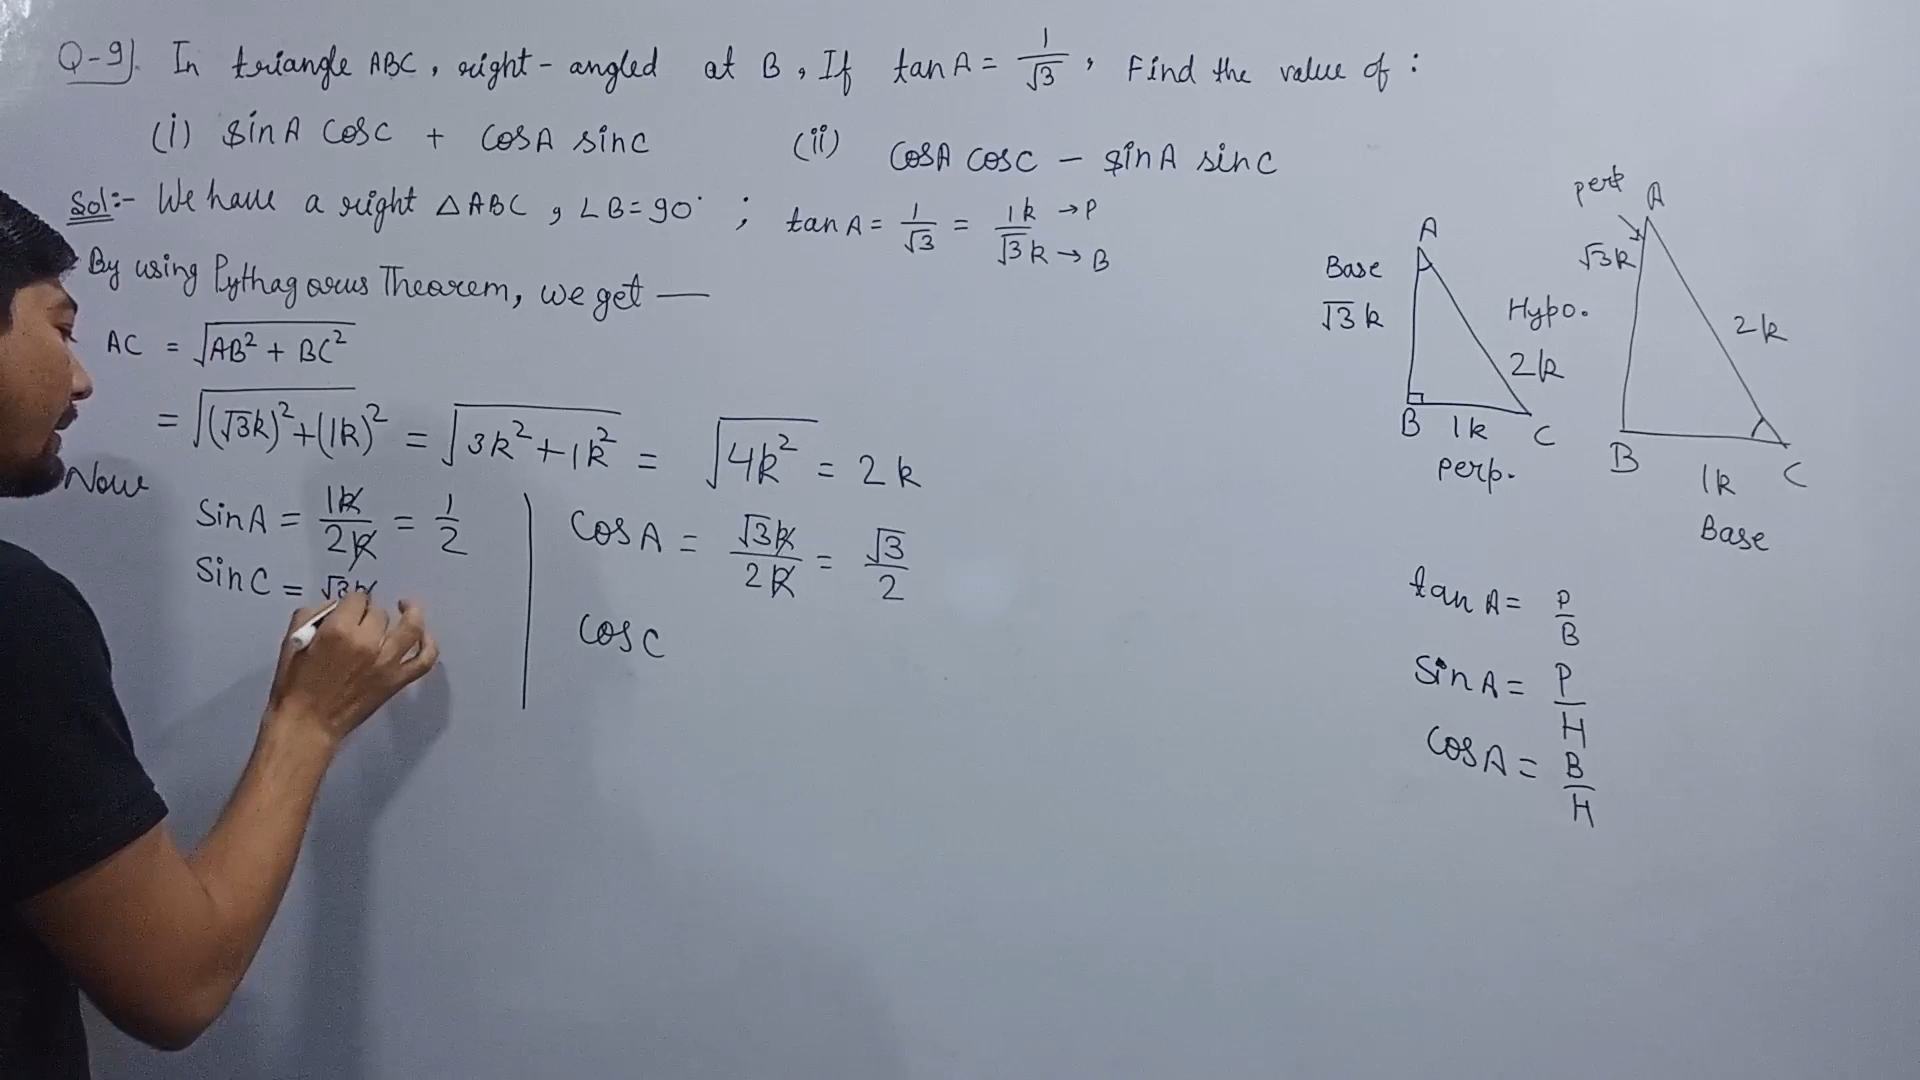 Q-9). In triangle ABC, right-angled at B, If tan A = 1/√3, Find the value of :
(i) sin A cos C + cos A sin C (ii) cos A cos C − sin A sin C
Sol:- We have a right △ABC, ∠B=90° ; tan A = 1/√3 = 1k → P / √3k → B
By using Pythagorus Thearem, we get —
AC = √(AB² + BC²)
= √((√3k)² + (1k)²) = √(3k² + 1k²) = √(4k²) = 2k
Now
Sin A = 1k/2k = 1/2
Cos A = √3k/2k = √3/2
Sin C = √3k
Cos C
A
Base
√3k
Hypo.
2k
B 1k C
perp.
perp A
√3k
2k
B C
1k
Base
tan A = P/B
Sin A = P/H
Cos A = B/H